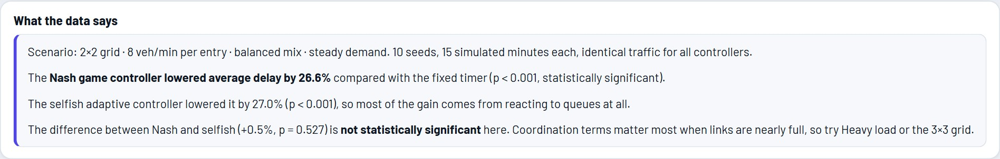 What the data says
Scenario: 2×2 grid · 8 veh/min per entry · balanced mix · steady demand. 10 seeds, 15 simulated minutes each, identical traffic for all controllers.
The Nash game controller lowered average delay by 26.6% compared with the fixed timer (p < 0.001, statistically significant).
The selfish adaptive controller lowered it by 27.0% (p < 0.001), so most of the gain comes from reacting to queues at all.
The difference between Nash and selfish (+0.5%, p = 0.527) is not statistically significant here. Coordination terms matter most when links are nearly full, so try Heavy load or the 3×3 grid.